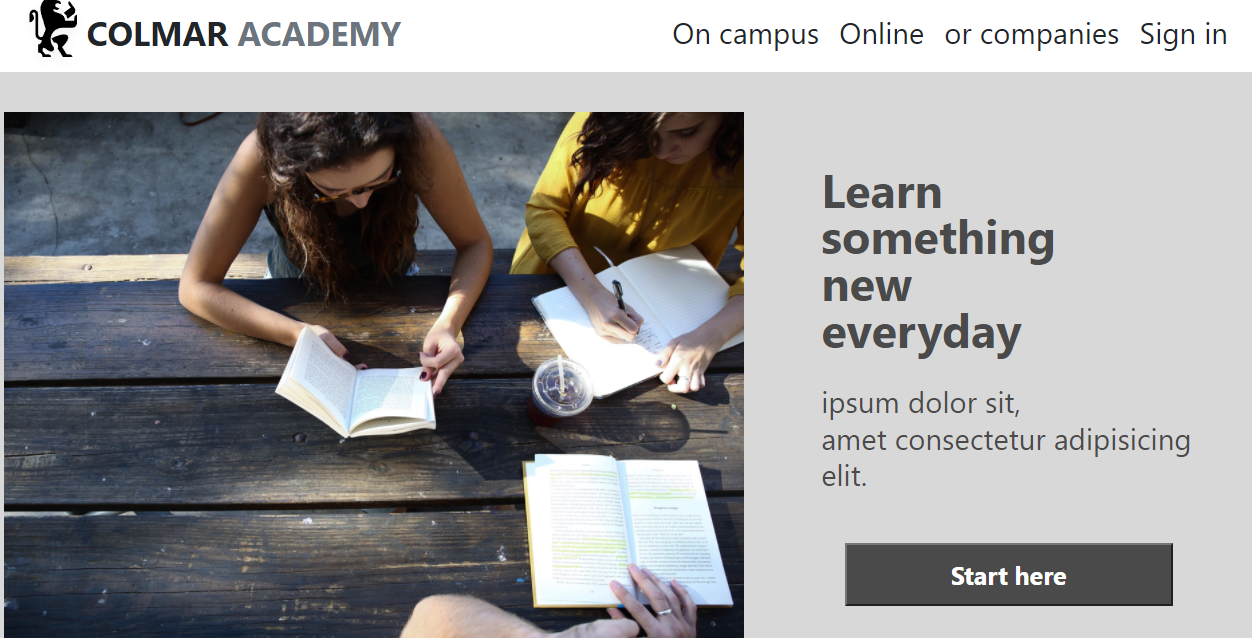 COLMAR ACADEMY
On campus Online or companies Sign in
Learn
something
new
everyday
ipsum dolor sit,
amet consectetur adipisicing
elit.
Start here